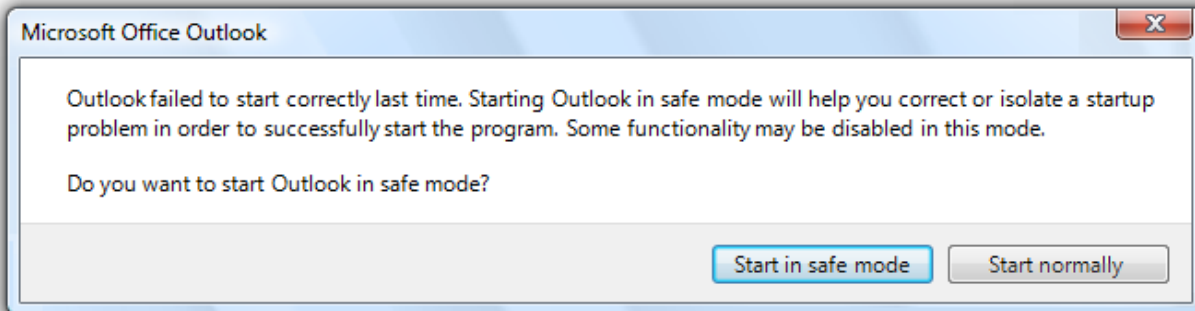 Microsoft Office Outlook
Outlook failed to start correctly last time. Starting Outlook in safe mode will help you correct or isolate a startup
problem in order to successfully start the program. Some functionality may be disabled in this mode.
Do you want to start Outlook in safe mode?
Start in safe mode
Start normally